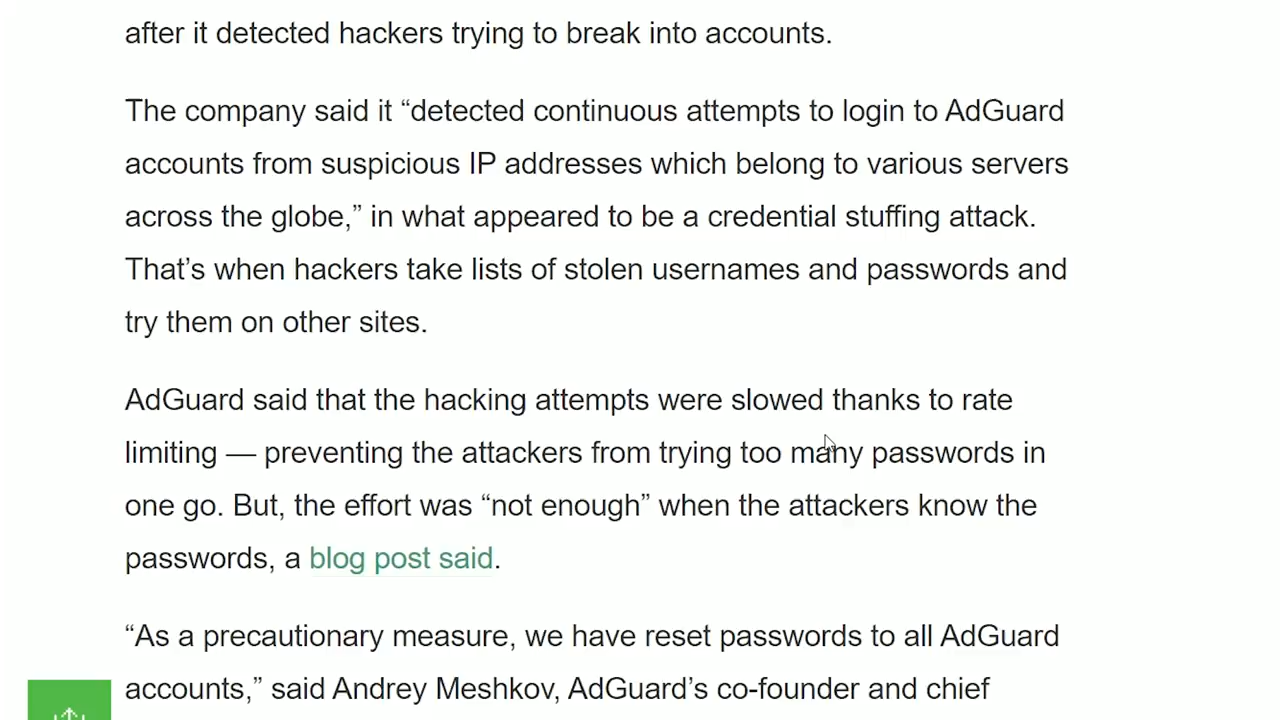 after it detected hackers trying to break into accounts.
The company said it “detected continuous attempts to login to AdGuard
accounts from suspicious IP addresses which belong to various servers
across the globe,” in what appeared to be a credential stuffing attack.
That’s when hackers take lists of stolen usernames and passwords and
try them on other sites.
AdGuard said that the hacking attempts were slowed thanks to rate
limiting — preventing the attackers from trying too many passwords in
one go. But, the effort was “not enough” when the attackers know the
passwords, a blog post said.
“As a precautionary measure, we have reset passwords to all AdGuard
accounts,” said Andrey Meshkov, AdGuard’s co-founder and chief